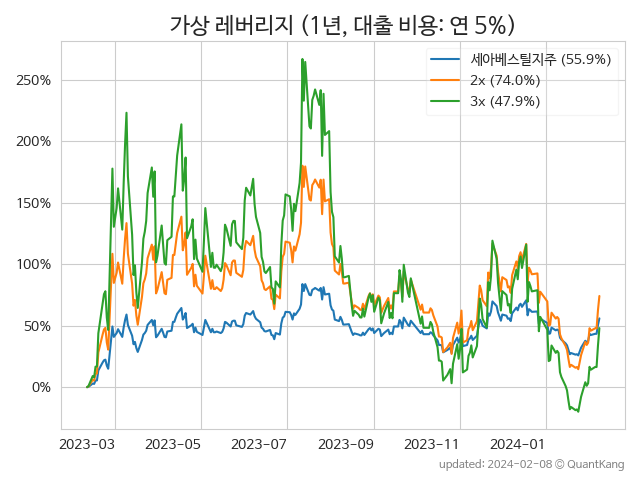 가상 레버리지 (1년, 대출 비용: 연 5%)
세아베스틸지주 (55.9%)
2x (74.0%)
3x (47.9%)
250%
200%
150%
100%
50%
0%
2023-03 2023-05 2023-07 2023-09 2023-11 2024-01
updated: 2024-02-08 © QuantKang